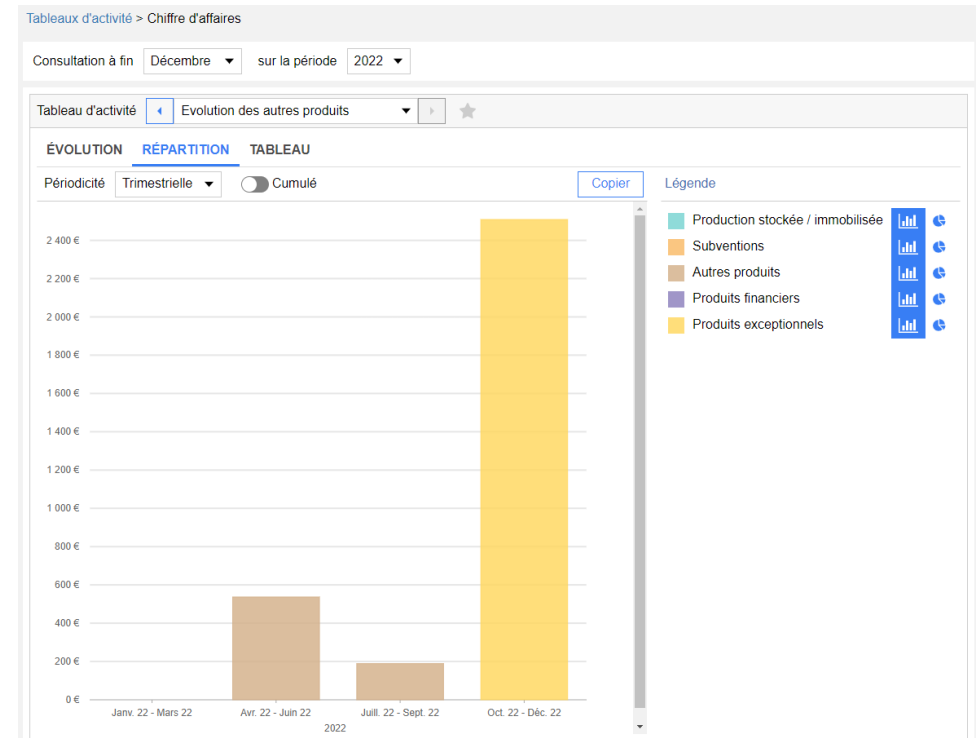 Tableaux d'activité > Chiffre d'affaires
Consultation à fin Décembre sur la période 2022
Tableau d'activité Evolution des autres produits
ÉVOLUTION RÉPARTITION TABLEAU
Périodicité Trimestrielle Cumulé Copier Légende
Production stockée / immobilisée
Subventions
Autres produits
Produits financiers
Produits exceptionnels
2 400 €
2 200 €
2 000 €
1 800 €
1 600 €
1 400 €
1 200 €
1 000 €
800 €
600 €
400 €
200 €
0 €
Janv. 22 - Mars 22 Avr. 22 - Juin 22 Juill. 22 - Sept. 22 Oct. 22 - Déc. 22
2022